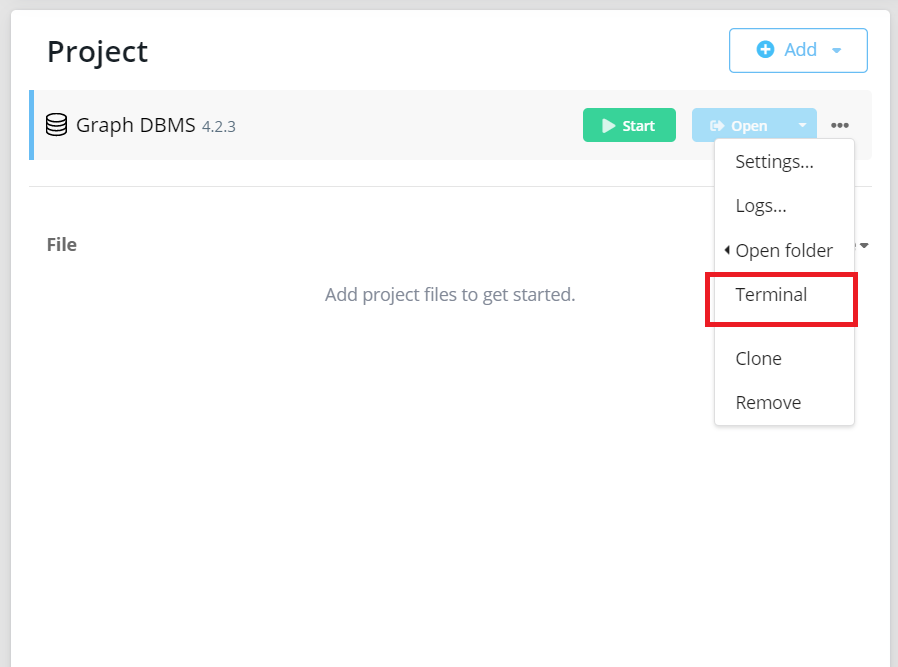 Project
Add
Graph DBMS 4.2.3
Start
Open
Settings...
Logs...
File
Open folder
Add project files to get started.
Terminal
Clone
Remove